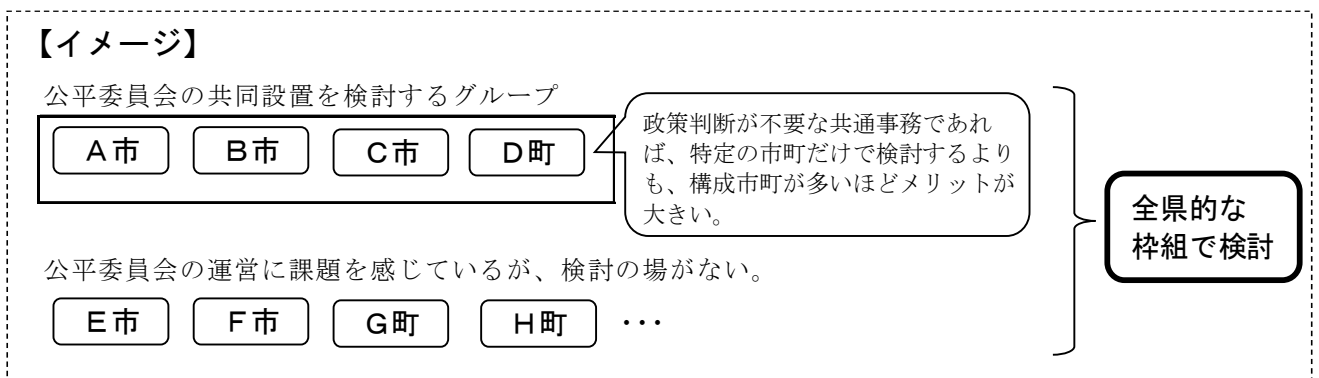 【イメージ】
公平委員会の共同設置を検討するグループ
A市
B市
C市
D町
政策判断が不要な共通事務であれ
ば、特定の市町だけで検討するより
も、構成市町が多いほどメリットが
大きい。
全県的な
枠組で検討
公平委員会の運営に課題を感じているが、検討の場がない。
E市
F市
G町
H町
･･･